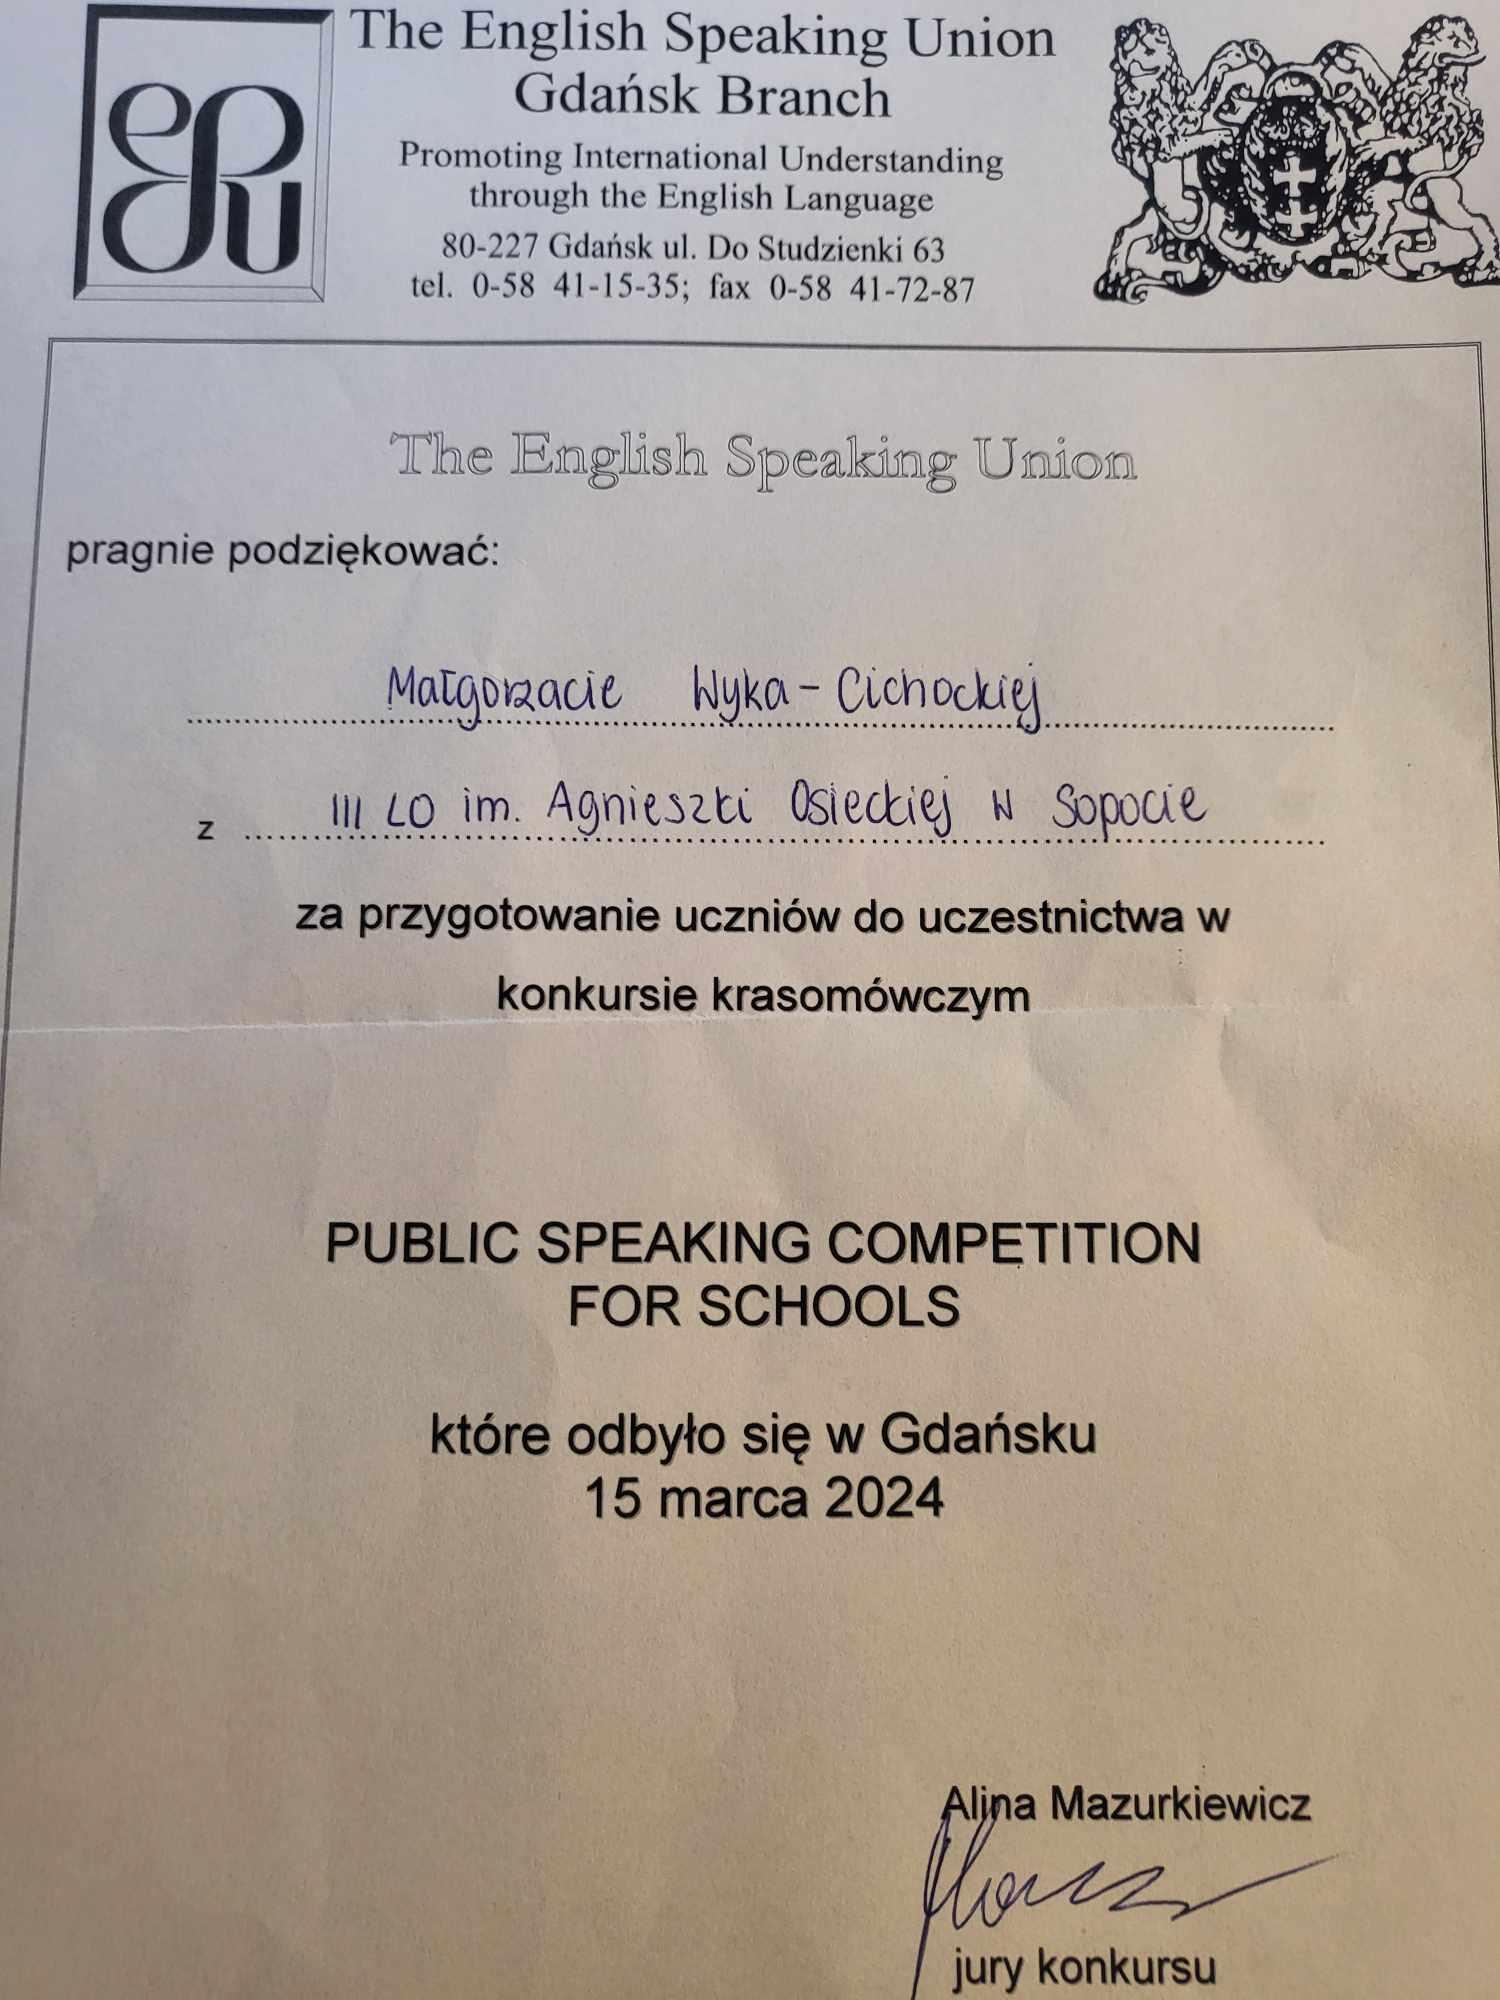 esu
The English Speaking Union
Gdańsk Branch
Promoting International Understanding
through the English Language
80-227 Gdańsk ul. Do Studzienki 63
tel. 0-58 41-15-35; fax 0-58 41-72-87
The English Speaking Union
pragnie podziękować:
Małgorzacie Wyka-Cichockiej
z III LO im. Agnieszki Osieckiej w Sopocie
za przygotowanie uczniów do uczestnictwa w
konkursie krasomówczym
PUBLIC SPEAKING COMPETITION
FOR SCHOOLS
które odbyło się w Gdańsku
15 marca 2024
Alina Mazurkiewicz
jury konkursu